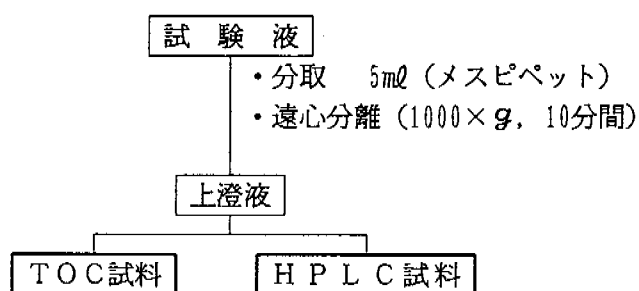 試 験 液
・分取 5mℓ (メスピペット)
・遠心分離 (1000×g, 10分間)
上澄液
TOC試料
HPLC試料